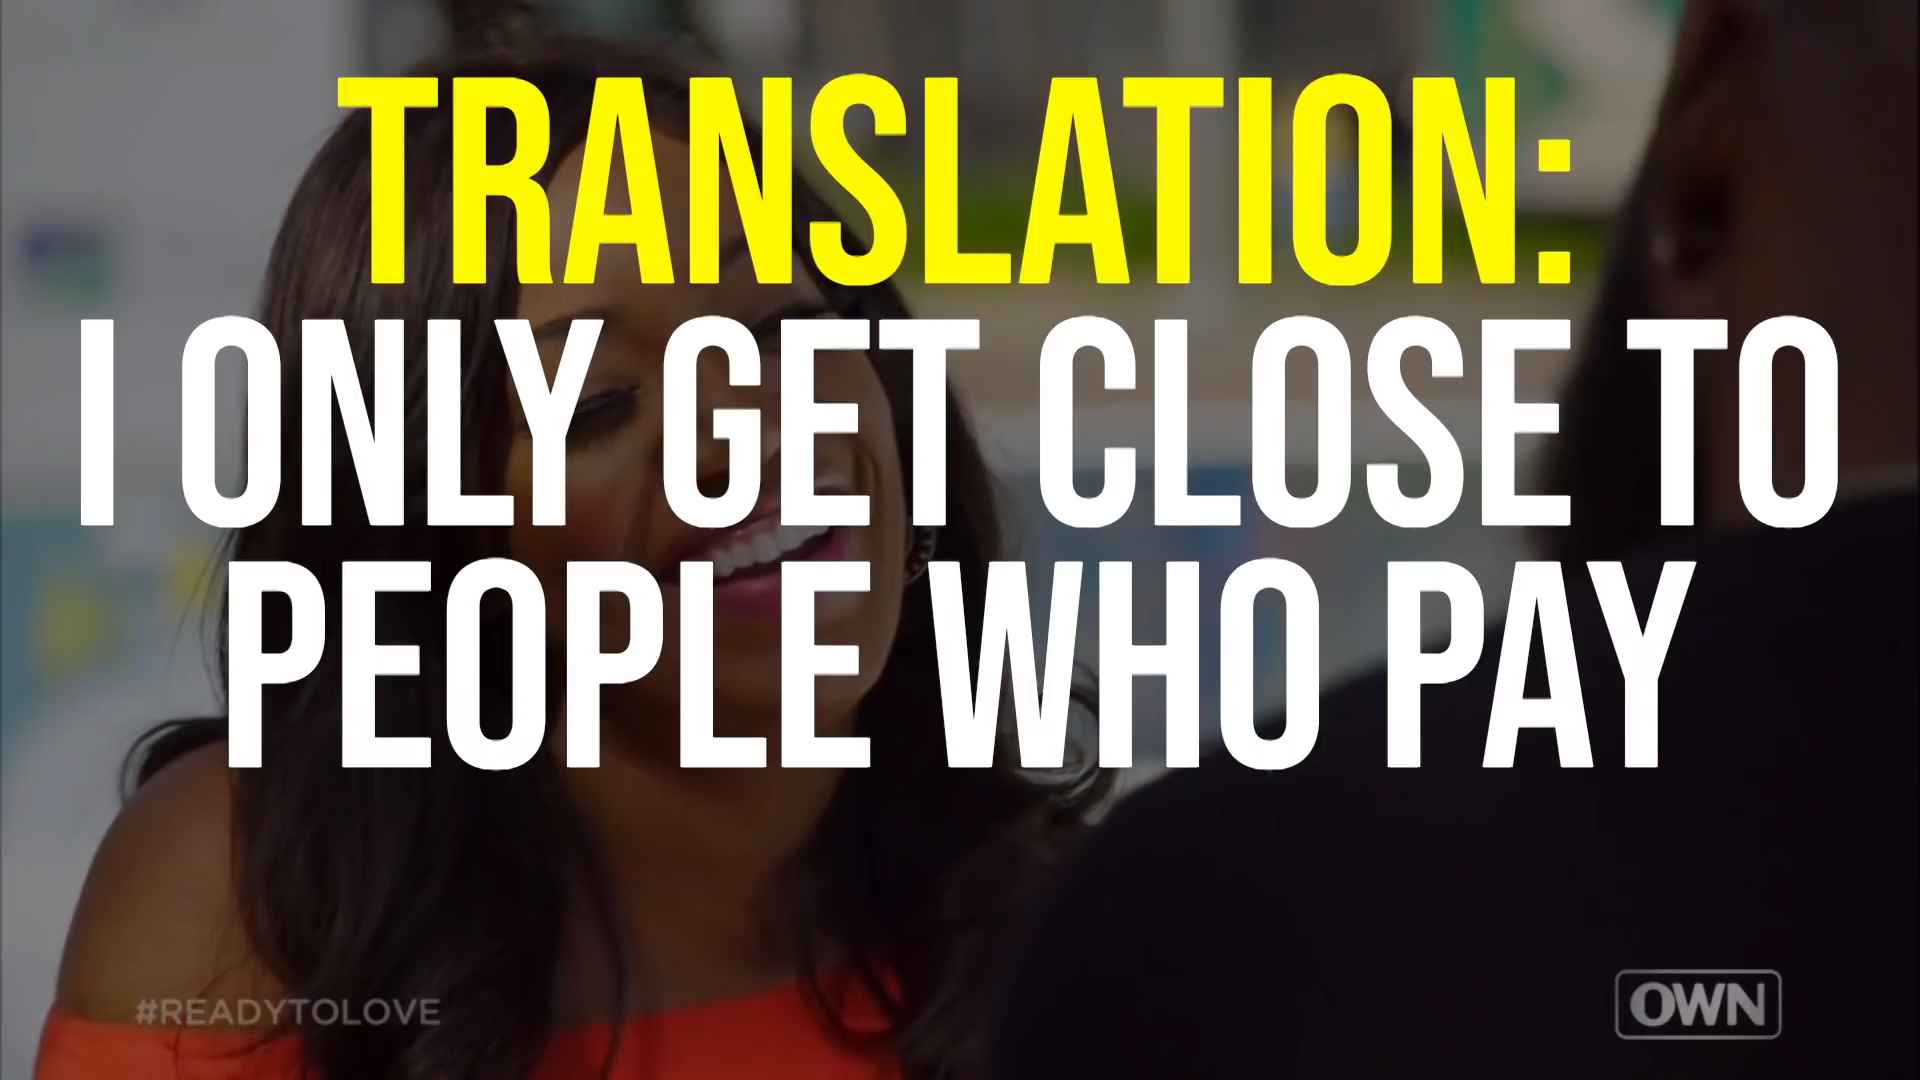 TRANSLATION:
I ONLY GET CLOSE TO
PEOPLE WHO PAY
#READYTOLOVE
OWN